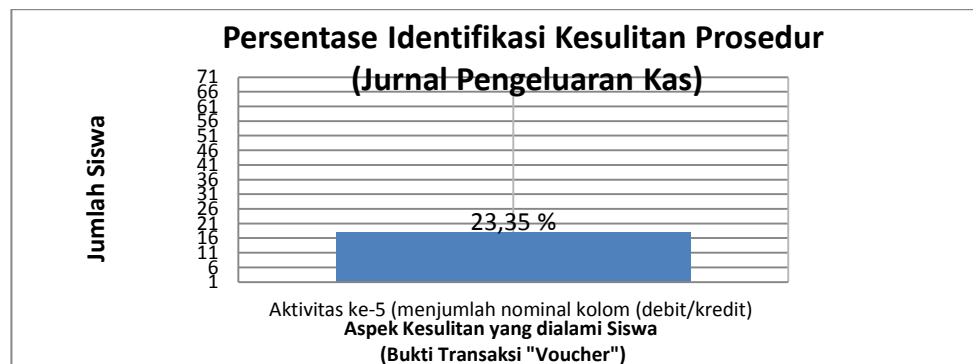 Persentase Identifikasi Kesulitan Prosedur
(Jurnal Pengeluaran Kas)
Jumlah Siswa
71
66
61
56
51
46
41
36
31
26
21
16
11
6
1
23,35 %
Aktivitas ke-5 (menjumlah nominal kolom (debit/kredit)
Aspek Kesulitan yang dialami Siswa
(Bukti Transaksi "Voucher")